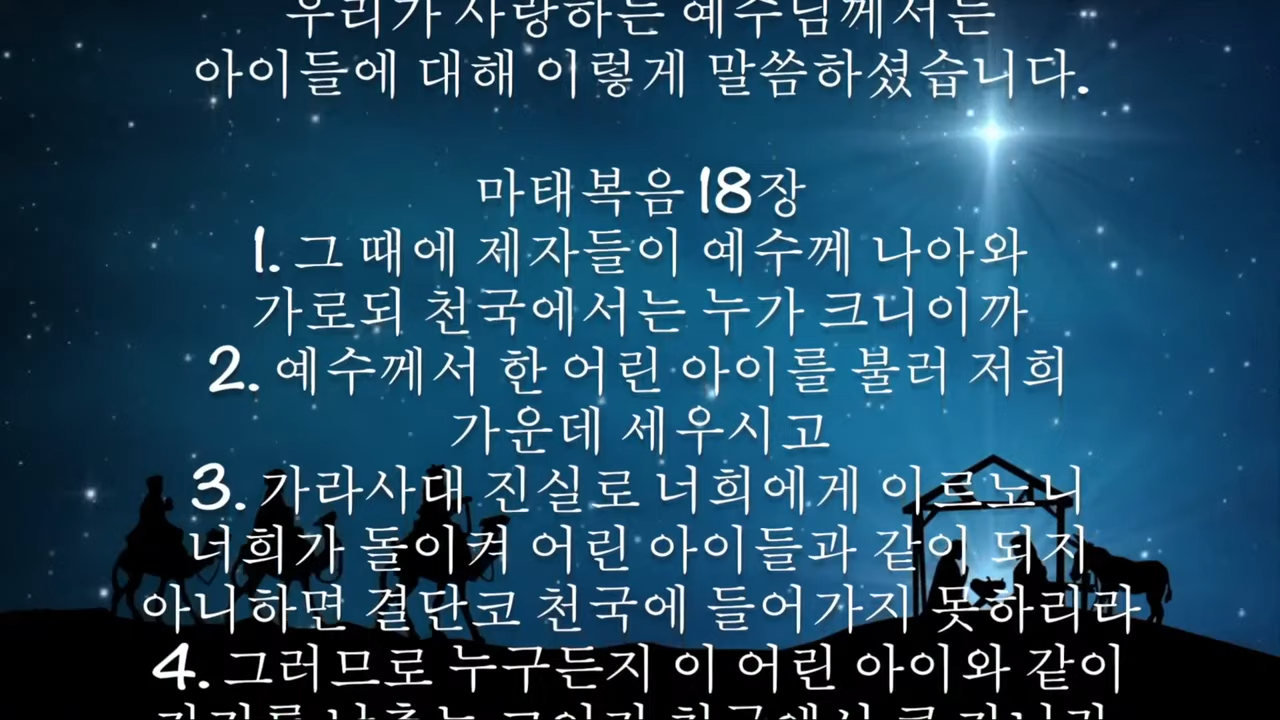 우리가 사랑하는 예수님께서는
아이들에 대해 이렇게 말씀하셨습니다.
마태복음 18장
1. 그 때에 제자들이 예수께 나아와
가로되 천국에서는 누가 크니이까
2. 예수께서 한 어린 아이를 불러 저희
가운데 세우시고
3. 가라사대 진실로 너희에게 이르노니
너희가 돌이켜 어린 아이들과 같이 되지
아니하면 결단코 천국에 들어가지 못하리라
4. 그러므로 누구든지 이 어린 아이와 같이